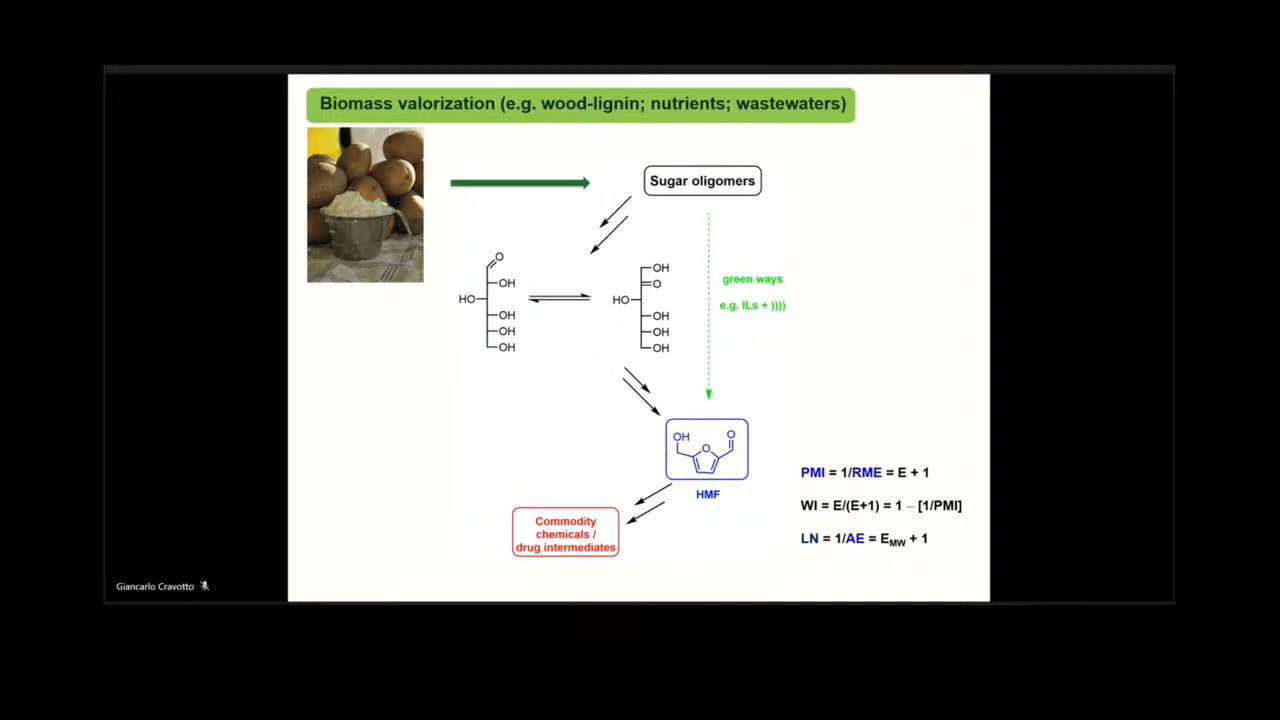 Biomass valorization (e.g. wood-lignin; nutrients; wastewaters)
Sugar oligomers
O
OH
HO
OH
OH
OH
OH
O
HO
OH
OH
OH
green ways
e.g. ILs + ))))
OH
O
O
HMF
Commodity
chemicals /
drug intermediates
PMI = 1/RME = E + 1
WI = E/(E+1) = 1 – [1/PMI]
LN = 1/AE = EMW + 1
Giancarlo Cravotto